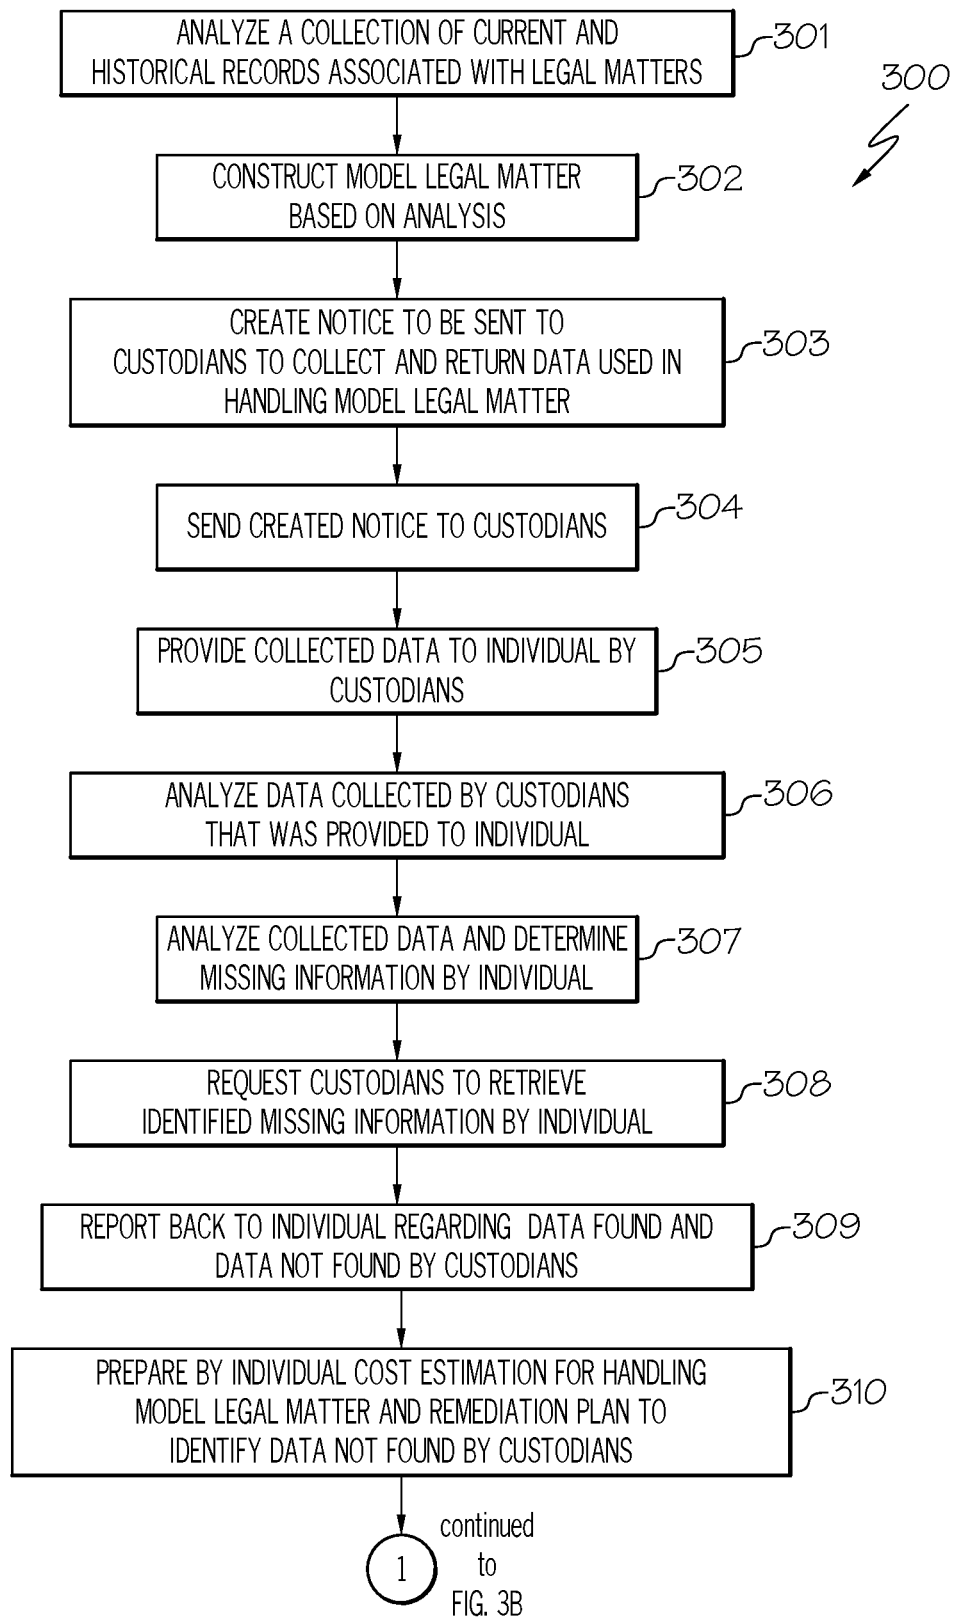 ANALYZE A COLLECTION OF CURRENT AND
HISTORICAL RECORDS ASSOCIATED WITH LEGAL MATTERS
301
300
CONSTRUCT MODEL LEGAL MATTER
BASED ON ANALYSIS
302
CREATE NOTICE TO BE SENT TO
CUSTODIANS TO COLLECT AND RETURN DATA USED IN
HANDLING MODEL LEGAL MATTER
303
SEND CREATED NOTICE TO CUSTODIANS
304
PROVIDE COLLECTED DATA TO INDIVIDUAL BY
CUSTODIANS
305
ANALYZE DATA COLLECTED BY CUSTODIANS
THAT WAS PROVIDED TO INDIVIDUAL
306
ANALYZE COLLECTED DATA AND DETERMINE
MISSING INFORMATION BY INDIVIDUAL
307
REQUEST CUSTODIANS TO RETRIEVE
IDENTIFIED MISSING INFORMATION BY INDIVIDUAL
308
REPORT BACK TO INDIVIDUAL REGARDING DATA FOUND AND
DATA NOT FOUND BY CUSTODIANS
309
PREPARE BY INDIVIDUAL COST ESTIMATION FOR HANDLING
MODEL LEGAL MATTER AND REMEDIATION PLAN TO
IDENTIFY DATA NOT FOUND BY CUSTODIANS
310
1
continued
to
FIG. 3B